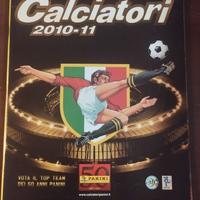 Calciatori
2010-11
VOTA IL TOP TEAM
DEI 50 ANNI PANINI
50
PANINI
www.calciatoripanini.it